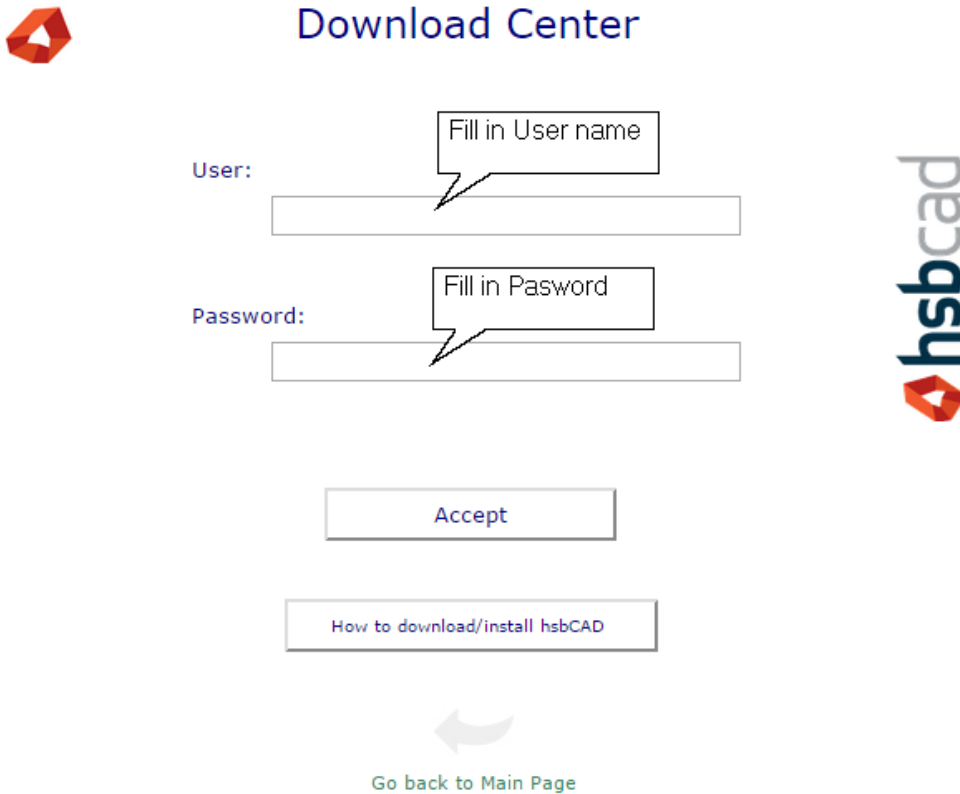 Download Center
Fill in User name
User:
Fill in Pasword
Password:
hsbcad
Accept
How to download/install hsbCAD
Go back to Main Page